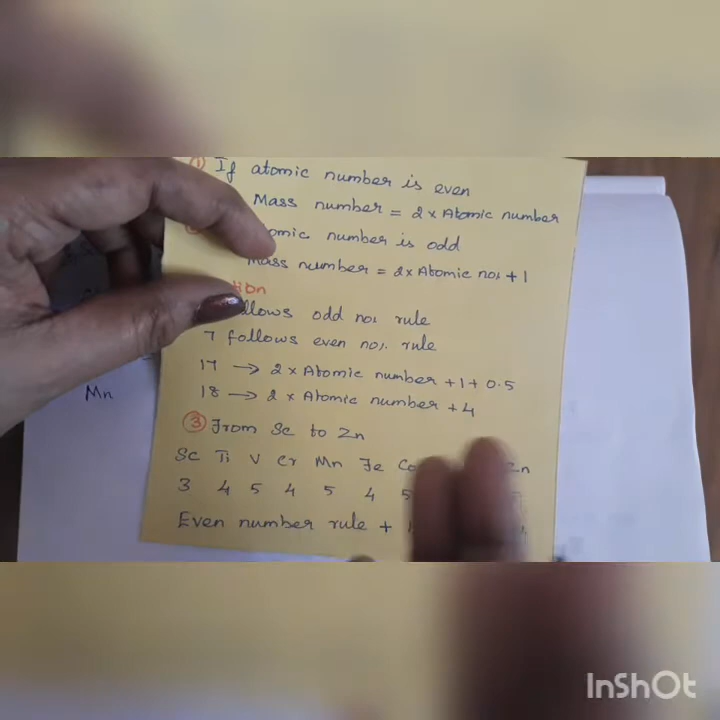 ① If atomic number is even
Mass number = 2 x Atomic number
omic number is odd
Mass number = 2x Atomic no. + 1
llows odd no. rule
7 follows even no. rule
17 → 2 x Atomic number + 1 + 0.5
18 → 2 x Atomic number + 4
③ From Sc to Zn
Sc Ti V Cr Mn Fe Co Zn
3 4 5 4 5 4 5
Even number rule +
Mn
InShOt